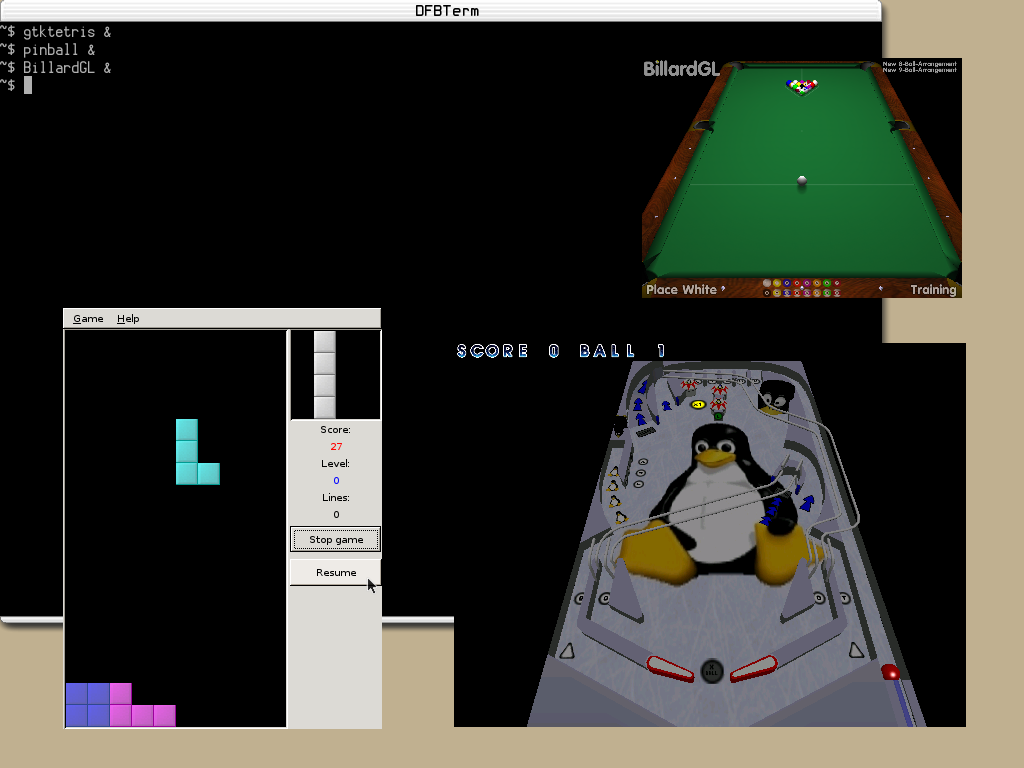 DFBTerm
~$ gtktetris &
~$ pinball &
~$ BillardGL &
~$
BillardGL
New 8-Ball-Arrangement
New 9-Ball-Arrangement
Place White
Training
Game Help
Score:
27
Level:
0
Lines:
0
Stop game
Resume
SCORE 0 BALL 1